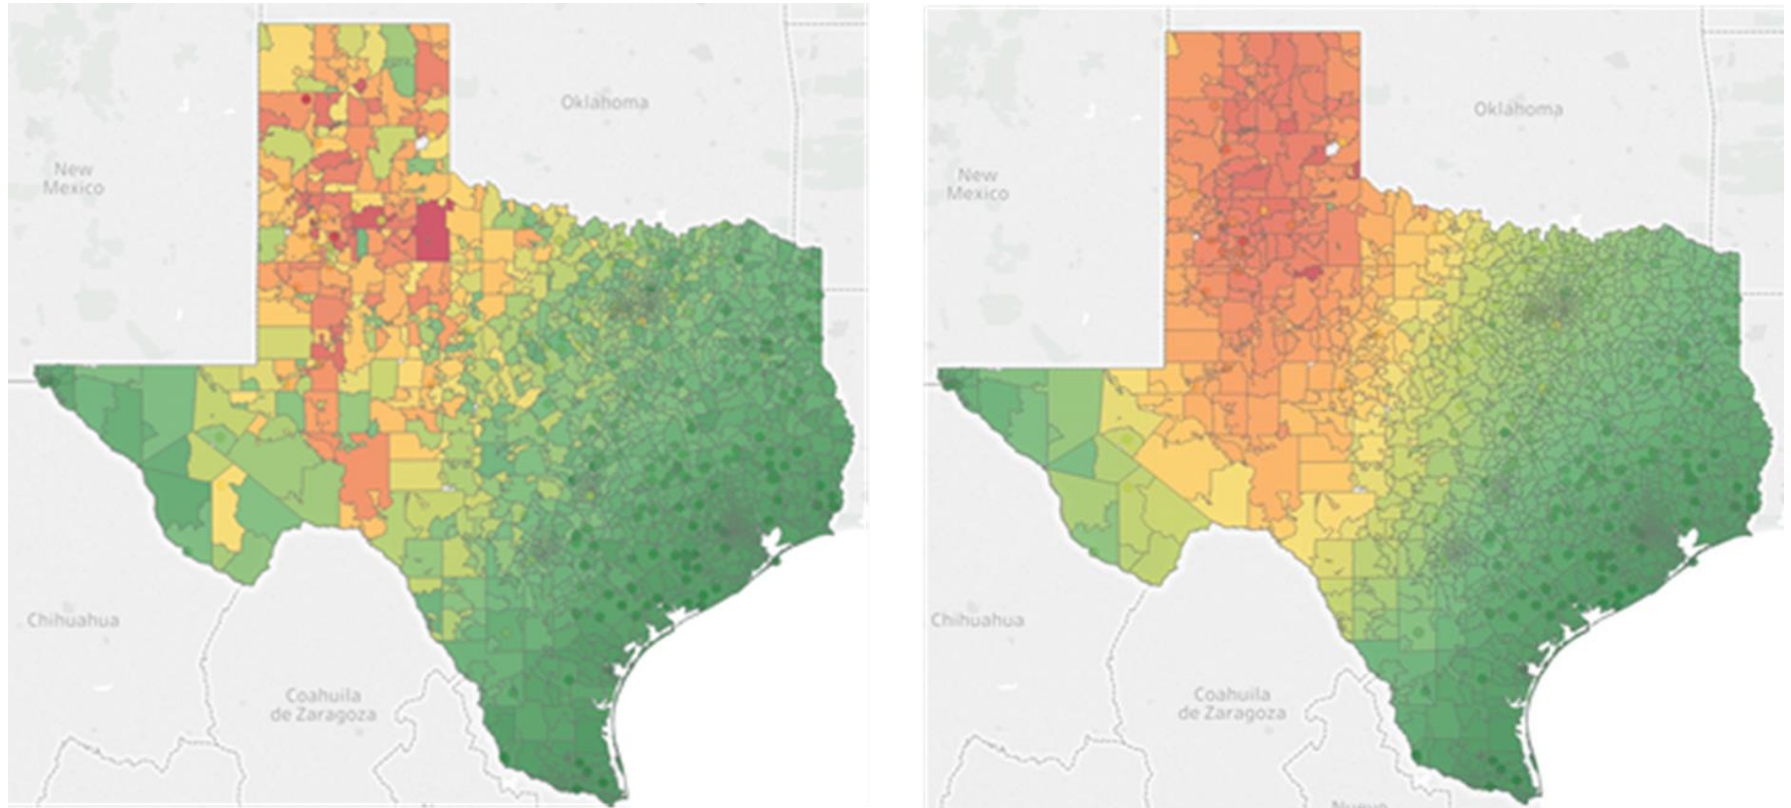 Oklahoma
New
Mexico
Chihuahua
Coahuila
de Zaragoza
Oklahoma
New
Mexico
Chihuahua
Coahuila
de Zaragoza